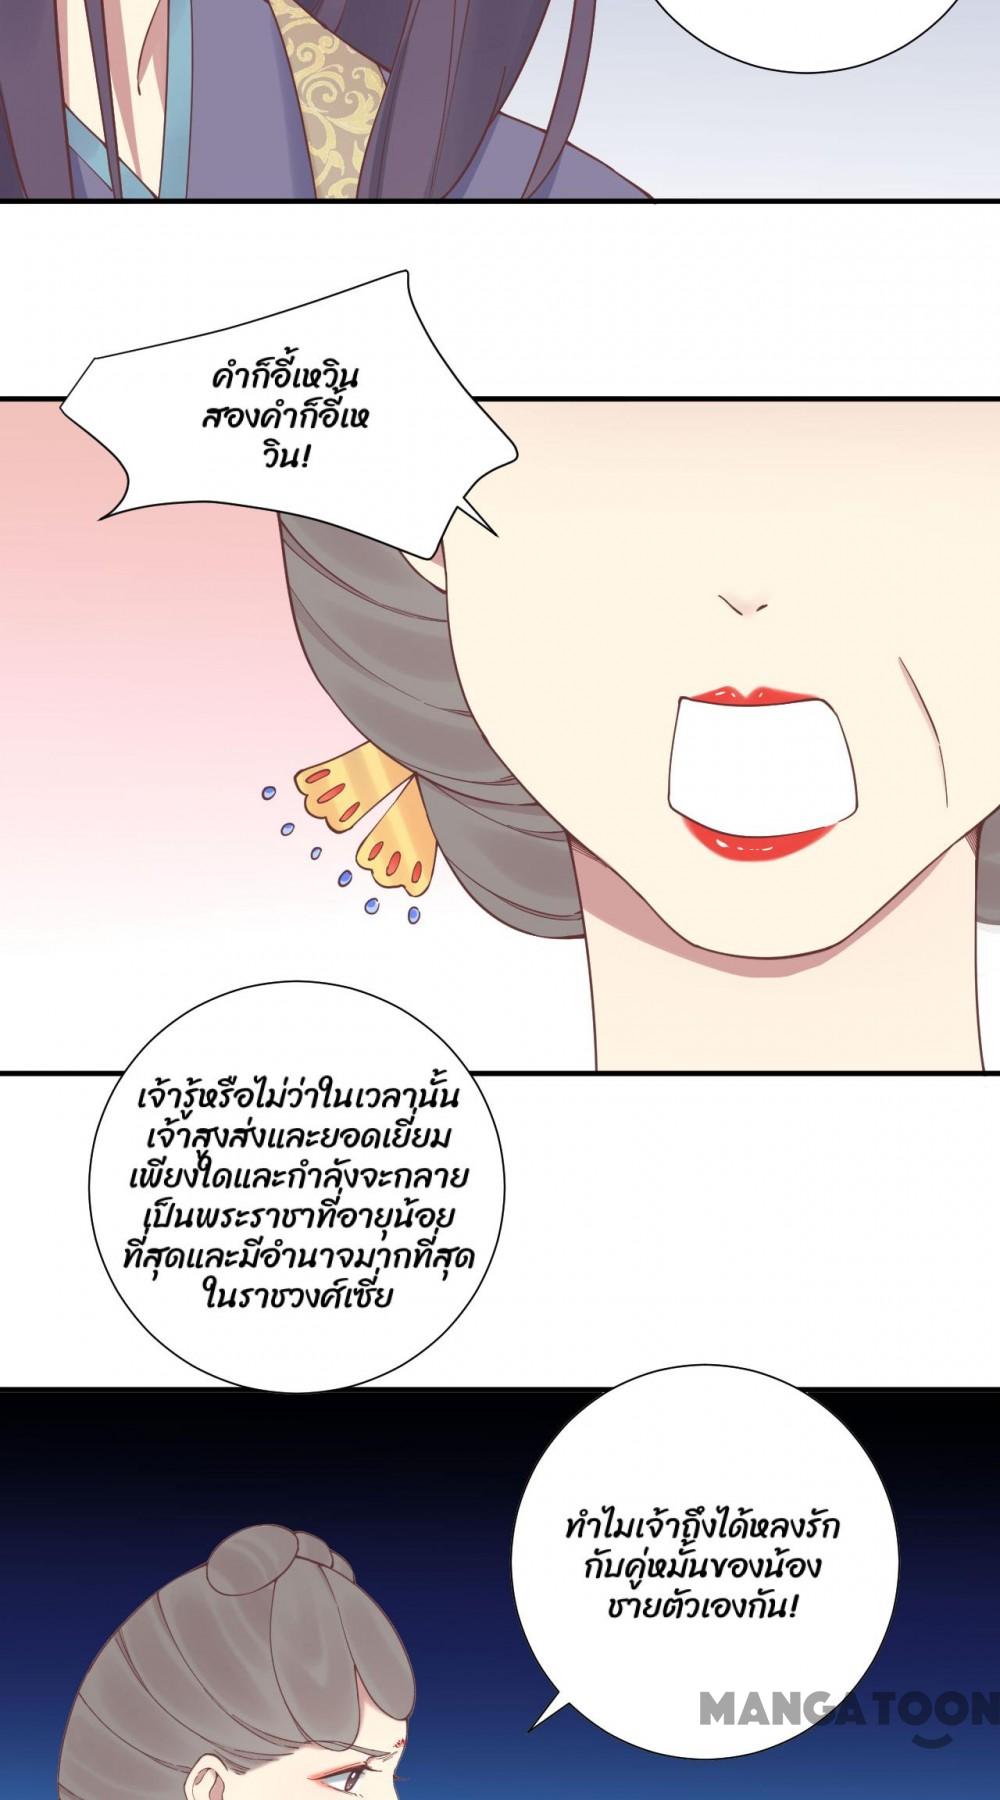 คำก็อี้เหวิน
สองคำก็อี้เห
วิน!
เจ้ารู้หรือไม่ว่าในเวลานั้น
เจ้าสูงส่งและยอดเยี่ยม
เพียงใดและกำลังจะกลาย
เป็นพระราชาที่อายุน้อย
ที่สุดและมีอำนาจมากที่สุด
ในราชวงศ์เซี่ย
ทำไมเจ้าถึงได้หลงรัก
กับคู่หมั้นของน้อง
ชายตัวเองกัน!
MANGATOON